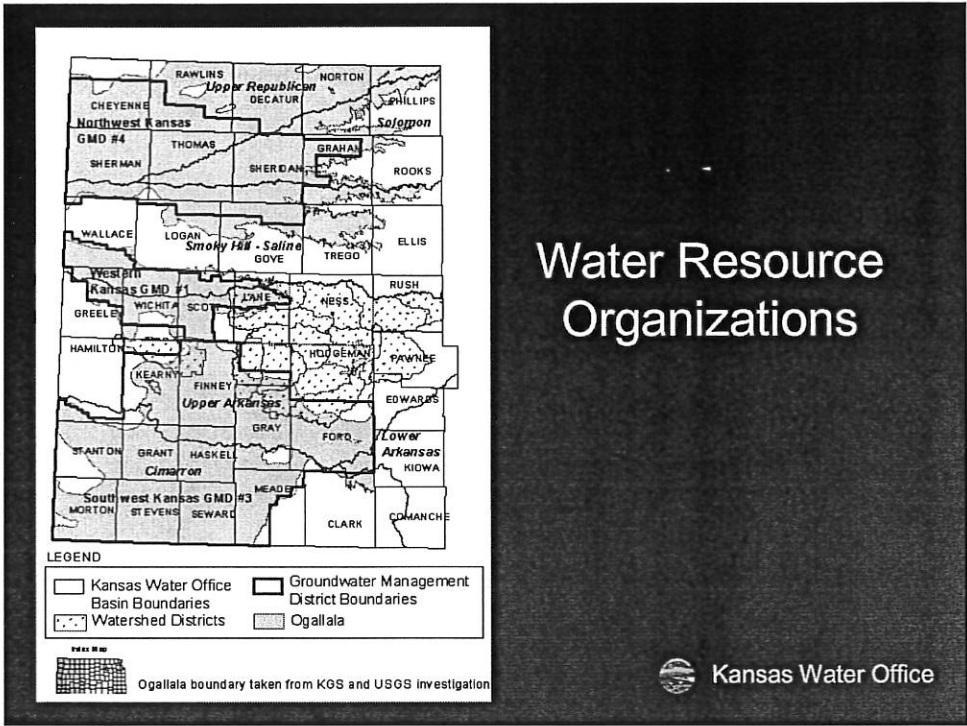 RAWLINS
NORTON
Upper Republican
DECATUR
CHEYENNE
PHILLIPS
Northwest Kansas
Solomon
GMD #4
THOMAS
GRAHAM
SHERMAN
SHERIDAN
ROOKS
WALLACE
LOGAN
Smoky Hill - Saline
GOVE
TREGO
ELLIS
Western
Kansas GMD #1
RUSH
LANE
NESS
WICHITA
SCOT
GREELE
HAMILTON
HODGEMAN
PAWNEE
KEARNY
FINNEY
Upper Arkansas
EDWARDS
GRAY
FORD
Lower
Arkansas
STANTON
GRANT
HASKELL
KIOWA
Cimarron
MEADE
Southwest Kansas GMD #3
MORTON
STEVENS
SEWARD
CLARK
COMANCHE
LEGEND
Kansas Water Office
Basin Boundaries
Groundwater Management
District Boundaries
Watershed Districts
Ogallala
Index Map
Ogallala boundary taken from KGS and USGS investigation
Water Resource
Organizations
Kansas Water Office